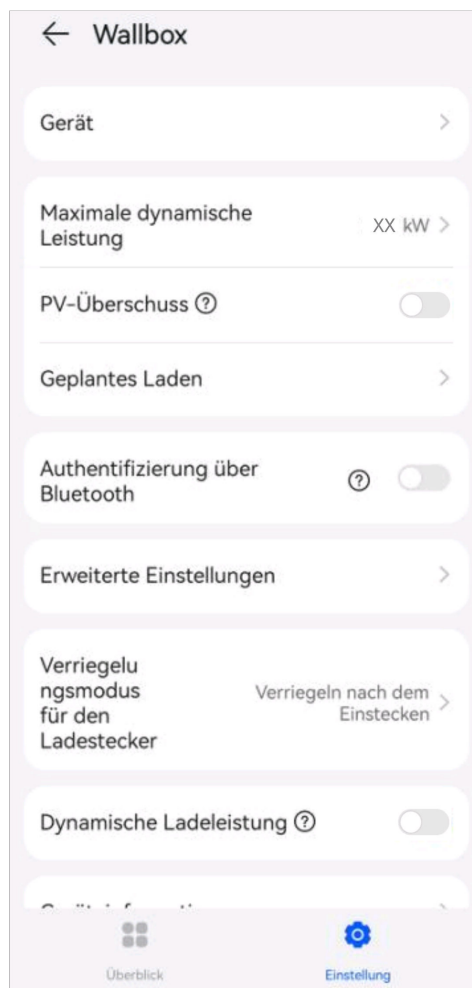 Wallbox
Gerät
Maximale dynamische
Leistung
XX kW
PV-Überschuss
Geplantes Laden
Authentifizierung über
Bluetooth
Erweiterte Einstellungen
Verriegelu
ngsmodus
für den
Ladestecker
Verriegeln nach dem
Einstecken
Dynamische Ladeleistung
Überblick
Einstellung